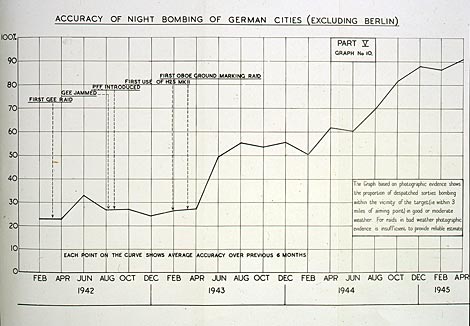 ACCURACY OF NIGHT BOMBING OF GERMAN CITIES (EXCLUDING BERLIN)
PART V
GRAPH No 10.
100%
90
80
70
60
50
40
30
20
10
0
FIRST OBOE GROUND MARKING RAID
FIRST USE OF H2S MKII
PFF INTRODUCED
GEE JAMMED
FIRST GEE RAID
The Graph based on photographic evidence shows
the proportion of despatched sorties bombing
within the vicinity of the target (ie within 3
miles of aiming point) in good or moderate
weather. For raids in bad weather photographic
evidence is insufficient to provide reliable estimate
EACH POINT ON THE CURVE SHOWS AVERAGE ACCURACY OVER PREVIOUS 6 MONTHS
FEB APR JUN AUG OCT DEC FEB APR JUN AUG OCT DEC FEB APR JUN AUG OCT DEC FEB APR
1942 1943 1944 1945